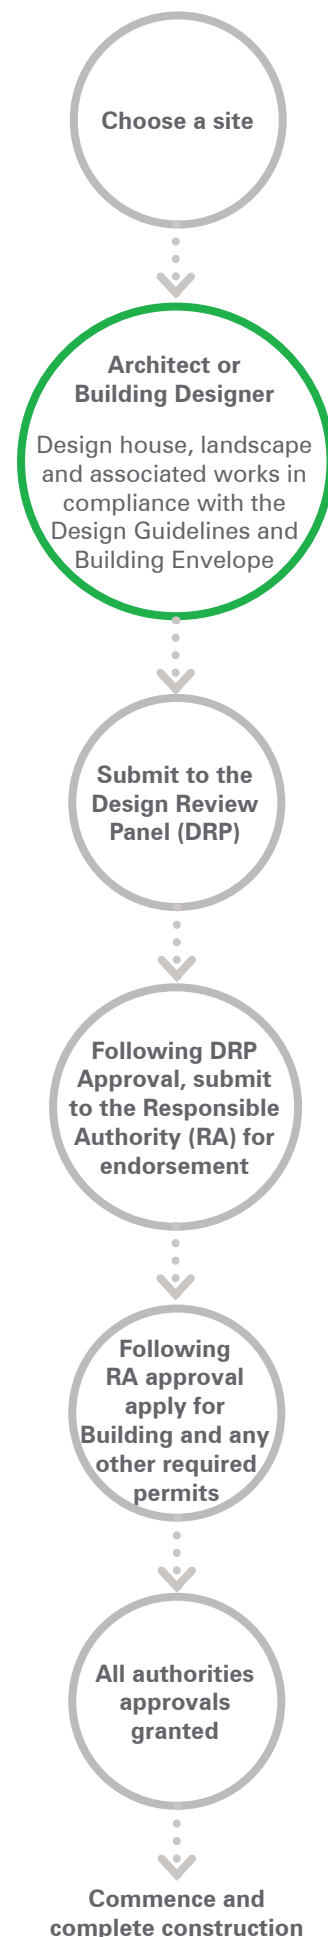 Choose a site
Architect or
Building Designer
Design house, landscape
and associated works in
compliance with the
Design Guidelines and
Building Envelope
Submit to the
Design Review
Panel (DRP)
Following DRP
Approval, submit
to the Responsible
Authority (RA) for
endorsement
Following
RA approval
apply for
Building and any
other required
permits
All authorities
approvals
granted
Commence and
complete construction